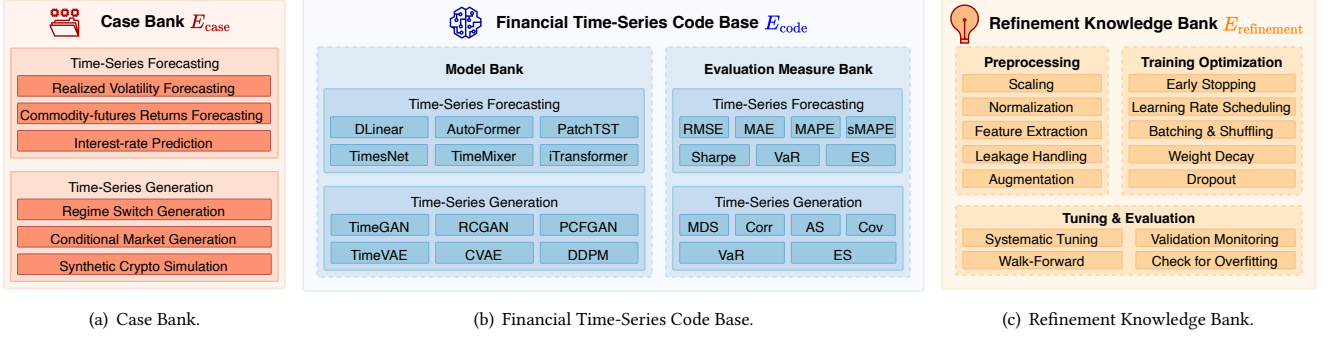 Case Bank E_case
Time-Series Forecasting
Realized Volatility Forecasting
Commodity-futures Returns Forecasting
Interest-rate Prediction
Time-Series Generation
Regime Switch Generation
Conditional Market Generation
Synthetic Crypto Simulation
(a) Case Bank.
Financial Time-Series Code Base E_code
Model Bank
Time-Series Forecasting
DLinear AutoFormer PatchTST
TimesNet TimeMixer iTransformer
Time-Series Generation
TimeGAN RCGAN PCFGAN
TimeVAE CVAE DDPM
Evaluation Measure Bank
Time-Series Forecasting
RMSE MAE MAPE sMAPE
Sharpe VaR ES
Time-Series Generation
MDS Corr AS Cov
VaR ES
(b) Financial Time-Series Code Base.
Refinement Knowledge Bank E_refinement
Preprocessing
Scaling
Normalization
Feature Extraction
Leakage Handling
Augmentation
Training Optimization
Early Stopping
Learning Rate Scheduling
Batching & Shuffling
Weight Decay
Dropout
Tuning & Evaluation
Systematic Tuning Validation Monitoring
Walk-Forward Check for Overfitting
(c) Refinement Knowledge Bank.